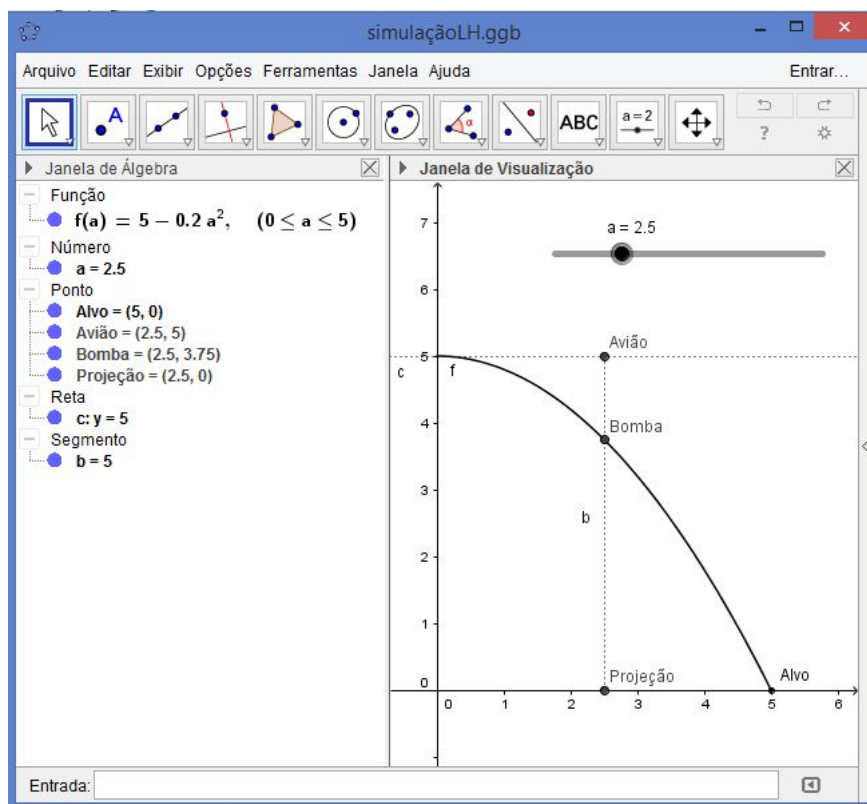 simulaçãoLH.ggb
Arquivo Editar Exibir Opções Ferramentas Janela Ajuda Entrar...
ABC a = 2 ?
Janela de Álgebra
Função
f(a) = 5 − 0.2 a², (0 ≤ a ≤ 5)
Número
a = 2.5
Ponto
Alvo = (5, 0)
Avião = (2.5, 5)
Bomba = (2.5, 3.75)
Projeção = (2.5, 0)
Reta
c: y = 5
Segmento
b = 5
Janela de Visualização
a = 2.5
7
6
5
Avião
c f
4
Bomba
3
b
2
1
0
Projeção Alvo
0 1 2 3 4 5 6
Entrada: